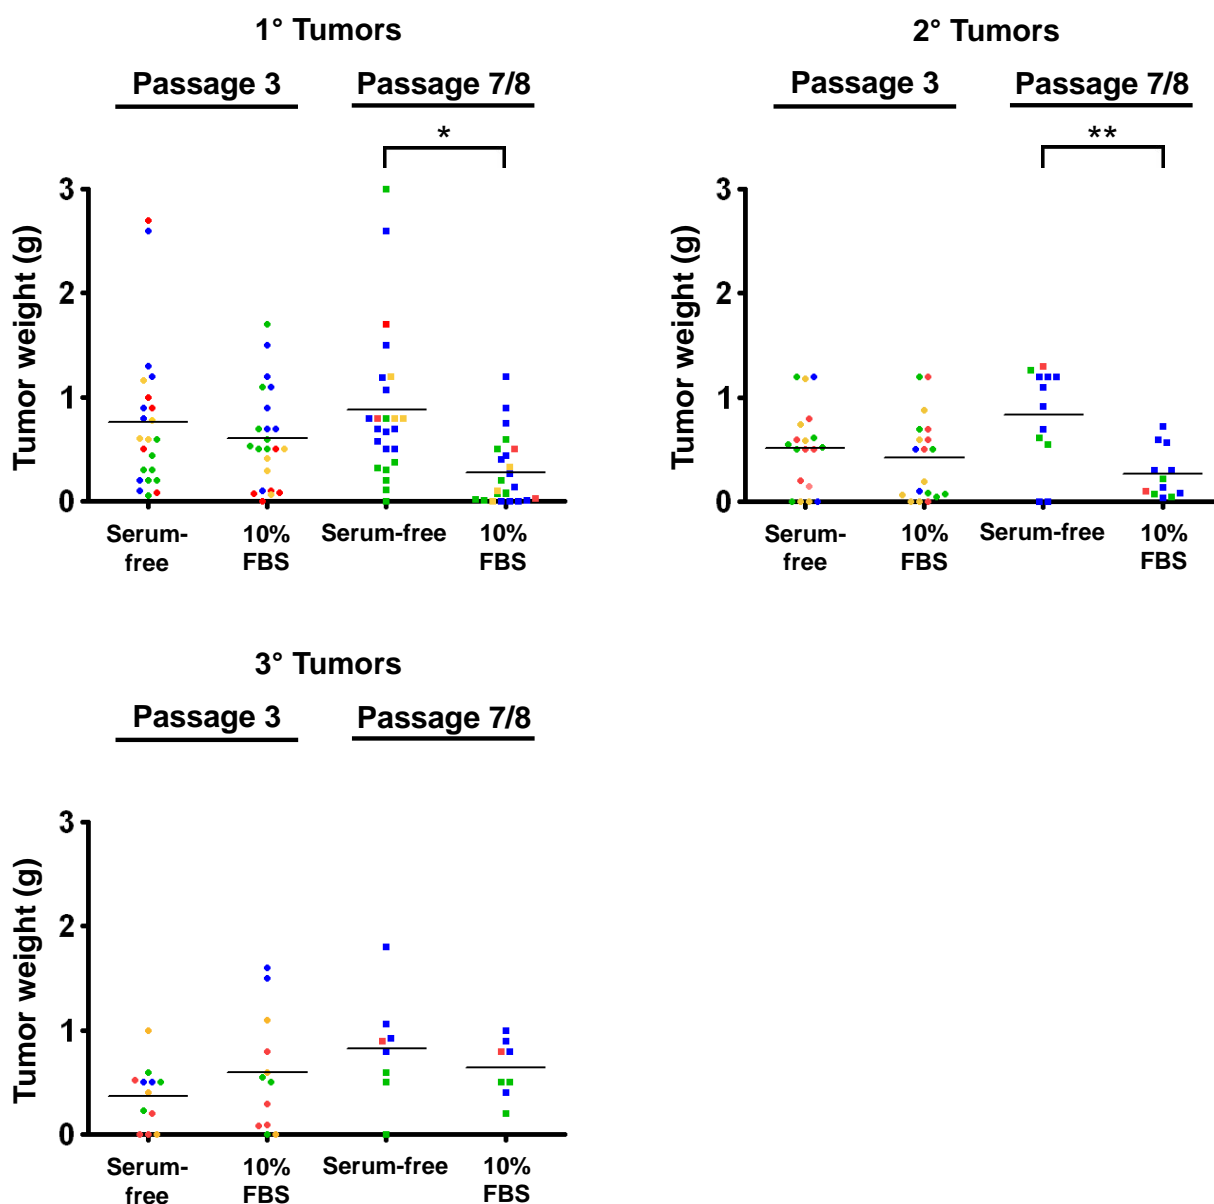 1° Tumors
Passage 3 Passage 7/8
*
Tumor weight (g)
3
2
1
0
Serum-free 10% FBS Serum-free 10% FBS
2° Tumors
Passage 3 Passage 7/8
**
Tumor weight (g)
3
2
1
0
Serum-free 10% FBS Serum-free 10% FBS
3° Tumors
Passage 3 Passage 7/8
Tumor weight (g)
3
2
1
0
Serum-free 10% FBS Serum-free 10% FBS